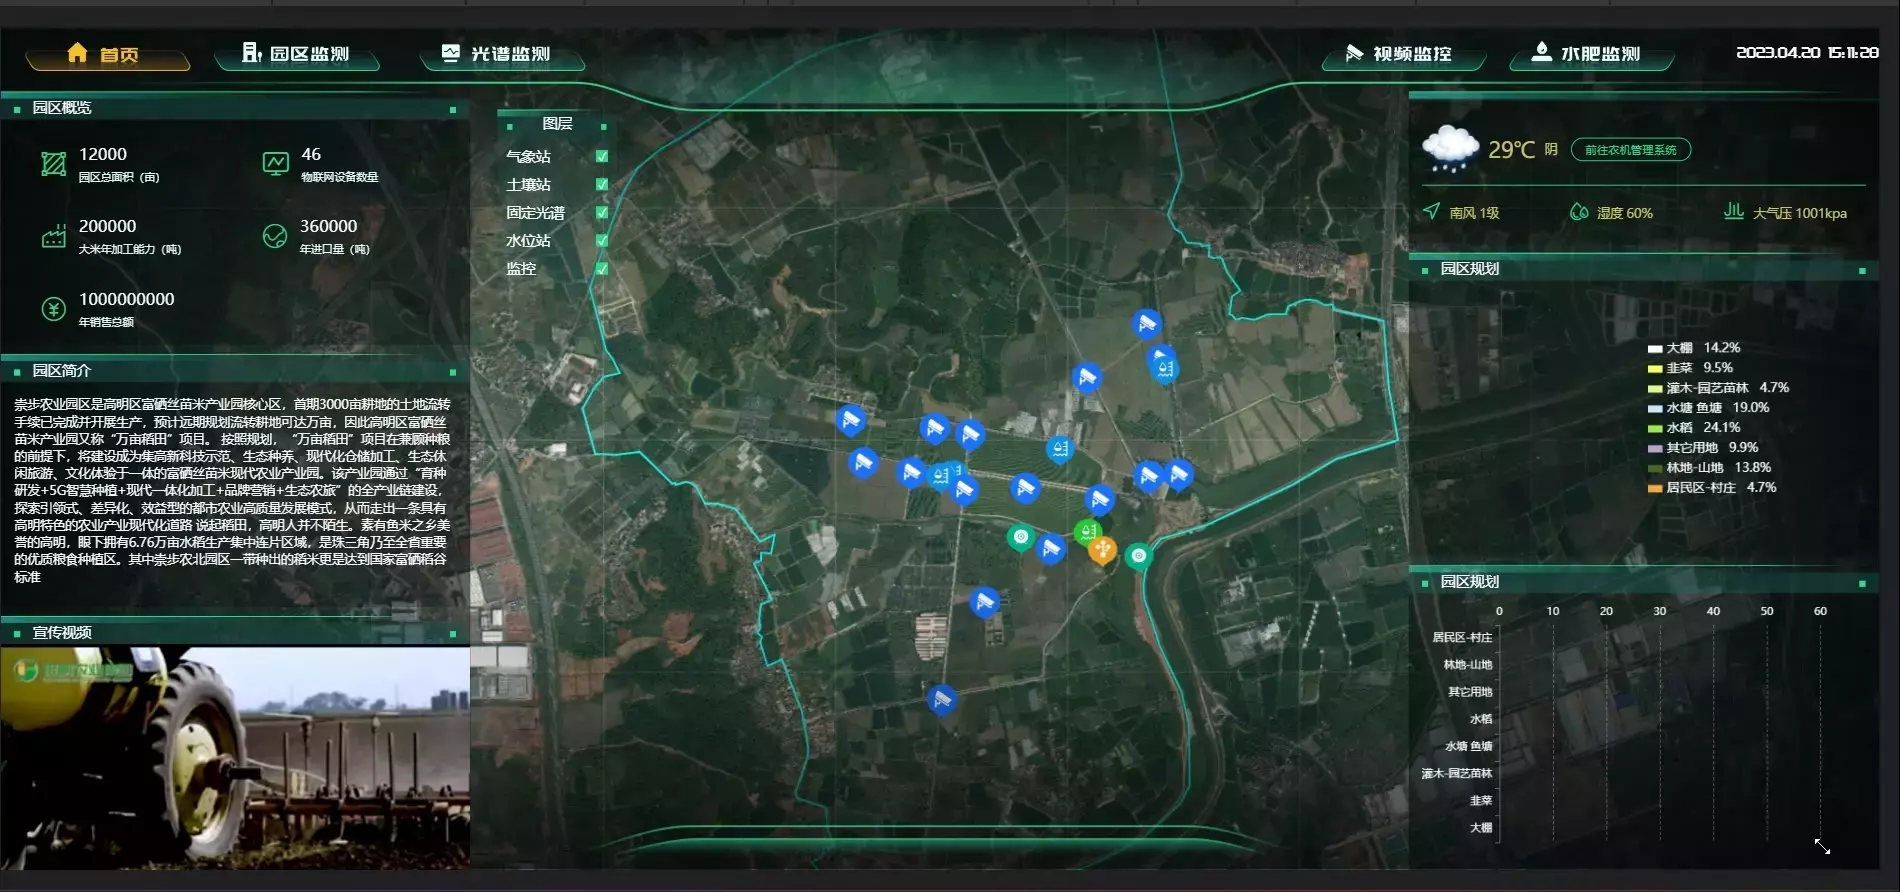 首页
园区监测
光谱监测
视频监控
水肥监测
2023.04.20 15:11:28
园区概览
12000
园区总面积（亩）
46
物联网设备数量
200000
大米年加工能力（吨）
360000
年进口量（吨）
1000000000
年销售总额
园区简介
崇步农业园区是高明区富硒丝苗米产业园核心区，首期3000亩耕地的土地流转
手续已完成并开展生产，预计远期规划流转耕地可达万亩，因此高明区富硒丝
苗米产业园又称“万亩稻田”项目。 按照规划，“万亩稻田”项目在兼顾种粮
的前提下，将建设成为集高新科技示范、生态种养、现代化仓储加工、生态休
闲旅游、文化体验于一体的富硒丝苗米现代农业产业园。该产业园通过“育种
研发+5G智慧种植+现代一体化加工+品牌营销+生态农旅”的全产业链建设，
探索引领式、差异化、效益型的都市农业高质量发展模式，从而走出一条具有
高明特色的农业产业现代化道路 说起稻田，高明人并不陌生。素有鱼米之乡美
誉的高明，眼下拥有6.76万亩水稻生产集中连片区域，是珠三角乃至全省重要
的优质粮食种植区。其中崇步农北园区一带种出的稻米更是达到国家富硒稻谷
标准
宣传视频
图层
气象站
土壤站
固定光谱
水位站
监控
29℃ 阴
前往农机管理系统
南风 1级
湿度 60%
大气压 1001kpa
园区规划
大棚 14.2%
韭菜 9.5%
灌木-园艺苗林 4.7%
水塘 鱼塘 19.0%
水稻 24.1%
其它用地 9.9%
林地-山地 13.8%
居民区-村庄 4.7%
园区规划
0 10 20 30 40 50 60
居民区-村庄
林地-山地
其它用地
水稻
水塘 鱼塘
灌木-园艺苗林
韭菜
大棚